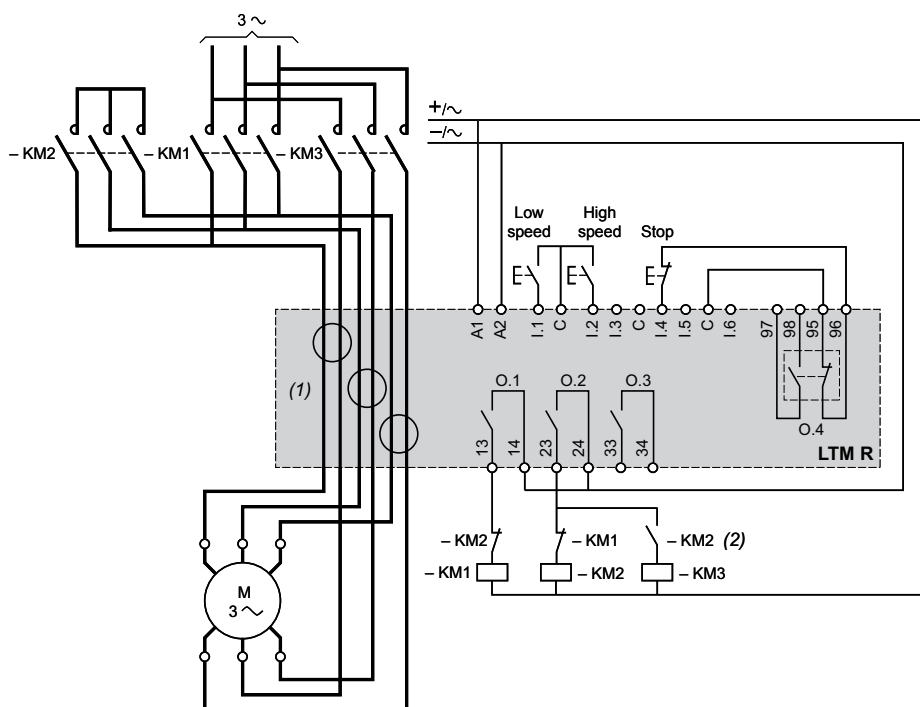 3 ~
+/~
–/~
– KM2
– KM1
– KM3
Low speed
High speed
Stop
A1
A2
I.1
C
I.2
I.3
C
I.4
I.5
C
I.6
97
98
95
96
(1)
O.1
O.2
O.3
O.4
13
14
23
24
33
34
LTM R
– KM2
– KM1
– KM2 (2)
– KM1
– KM2
– KM3
M
3 ~